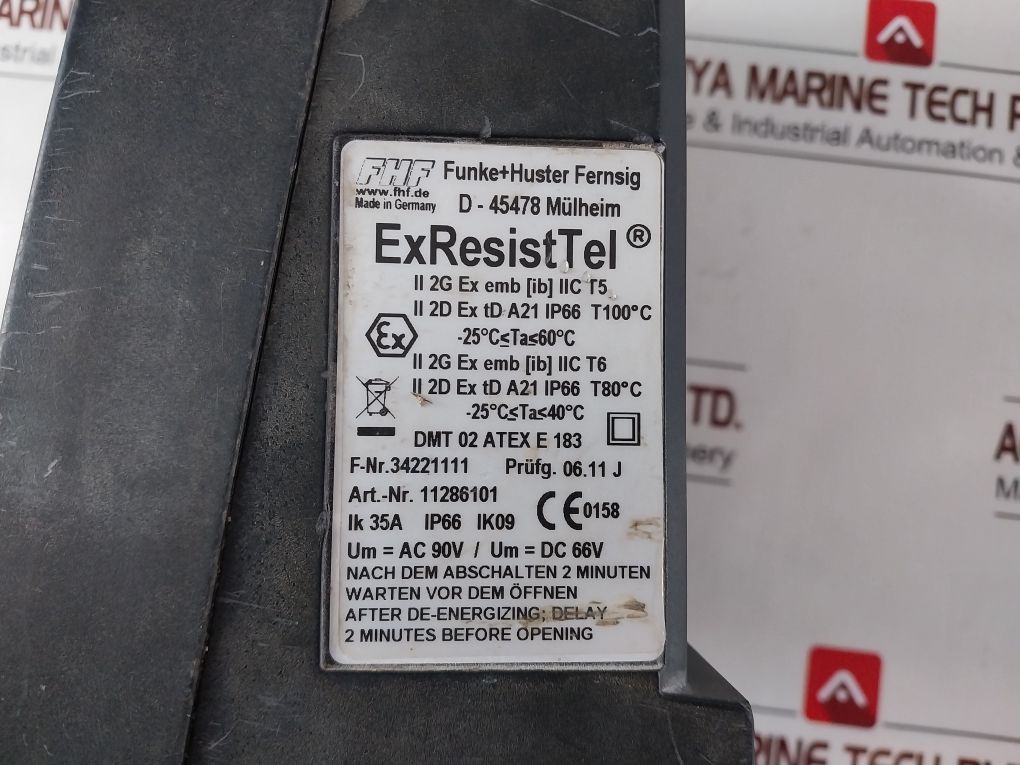 FHF Funke+Huster Fernsig
www.fhf.de
Made in Germany D - 45478 Mülheim
ExResistTel ®
II 2G Ex emb [ib] IIC T5
II 2D Ex tD A21 IP66 T100°C
-25°C≤Ta≤60°C
Ex
II 2G Ex emb [ib] IIC T6
II 2D Ex tD A21 IP66 T80°C
-25°C≤Ta≤40°C
DMT 02 ATEX E 183
F-Nr.34221111 Prüfg. 06.11 J
Art.-Nr. 11286101
CE 0158
Ik 35A IP66 IK09
Um = AC 90V / Um = DC 66V
NACH DEM ABSCHALTEN 2 MINUTEN
WARTEN VOR DEM ÖFFNEN
AFTER DE-ENERGIZING; DELAY
2 MINUTES BEFORE OPENING
MARINE TECH
& Industrial Automation &
LTD.
MARINE TECH